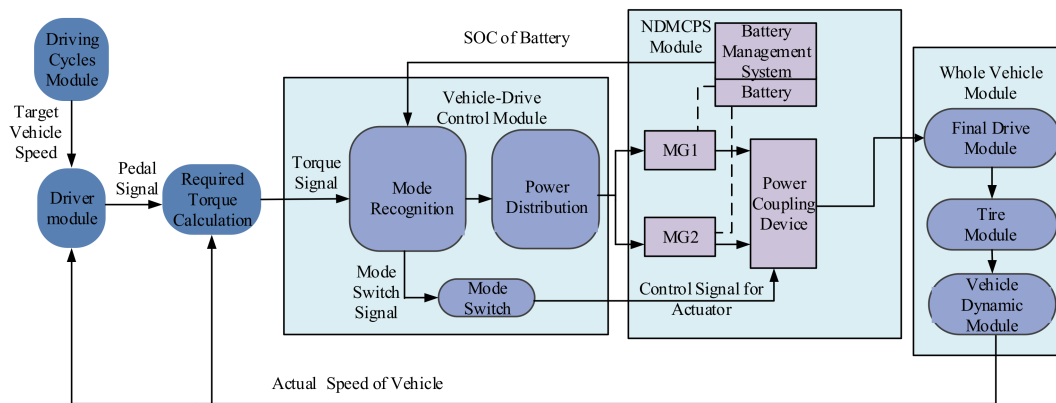 Driving
Cycles
Module
Target
Vehicle
Speed
Driver
module
Pedal
Signal
Required
Torque
Calculation
Torque
Signal
Vehicle-Drive
Control Module
Mode
Recognition
Power
Distribution
Mode
Switch
Signal
Mode
Switch
SOC of Battery
NDMCPS
Module
Battery
Management
System
Battery
MG1
MG2
Power
Coupling
Device
Control Signal for
Actuator
Whole Vehicle
Module
Final Drive
Module
Tire
Module
Vehicle
Dynamic
Module
Actual Speed of Vehicle